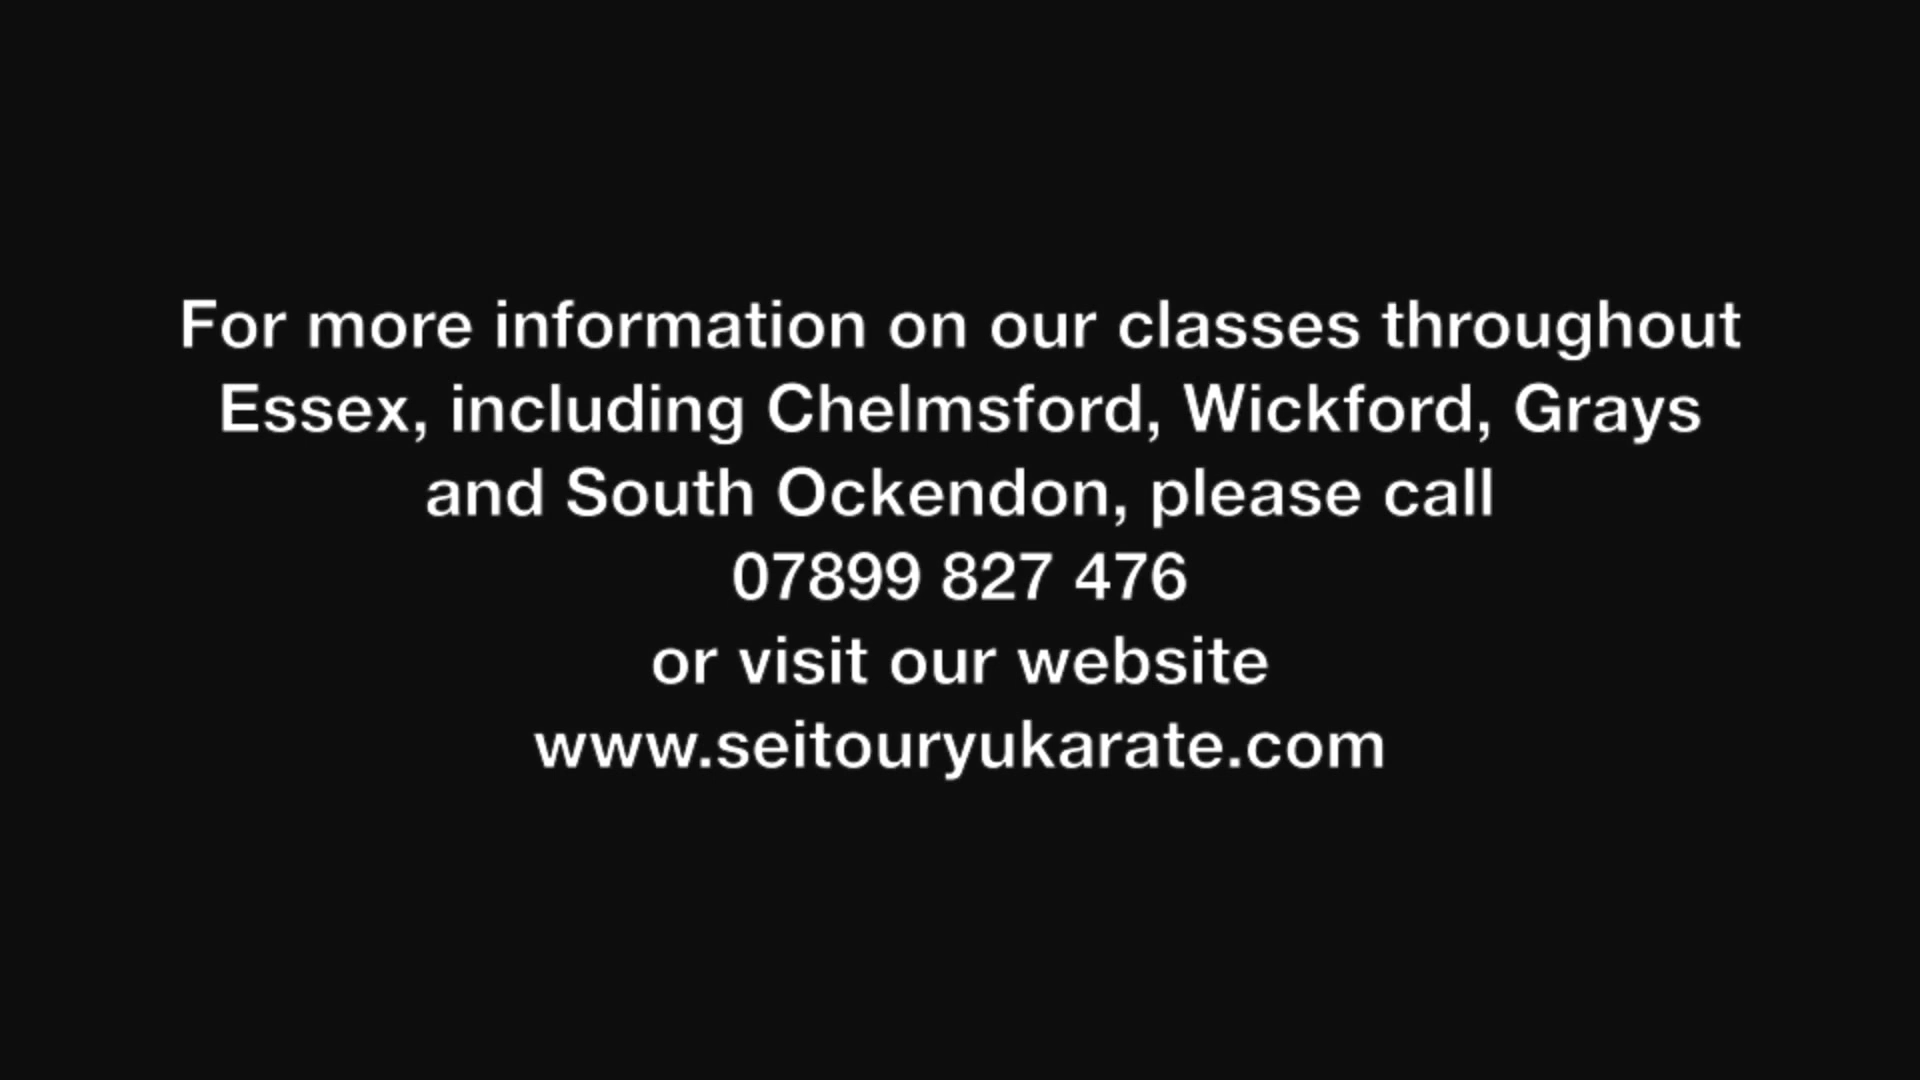 For more information on our classes throughout
Essex, including Chelmsford, Wickford, Grays
and South Ockendon, please call
07899 827 476
or visit our website
www.seitouryukarate.com